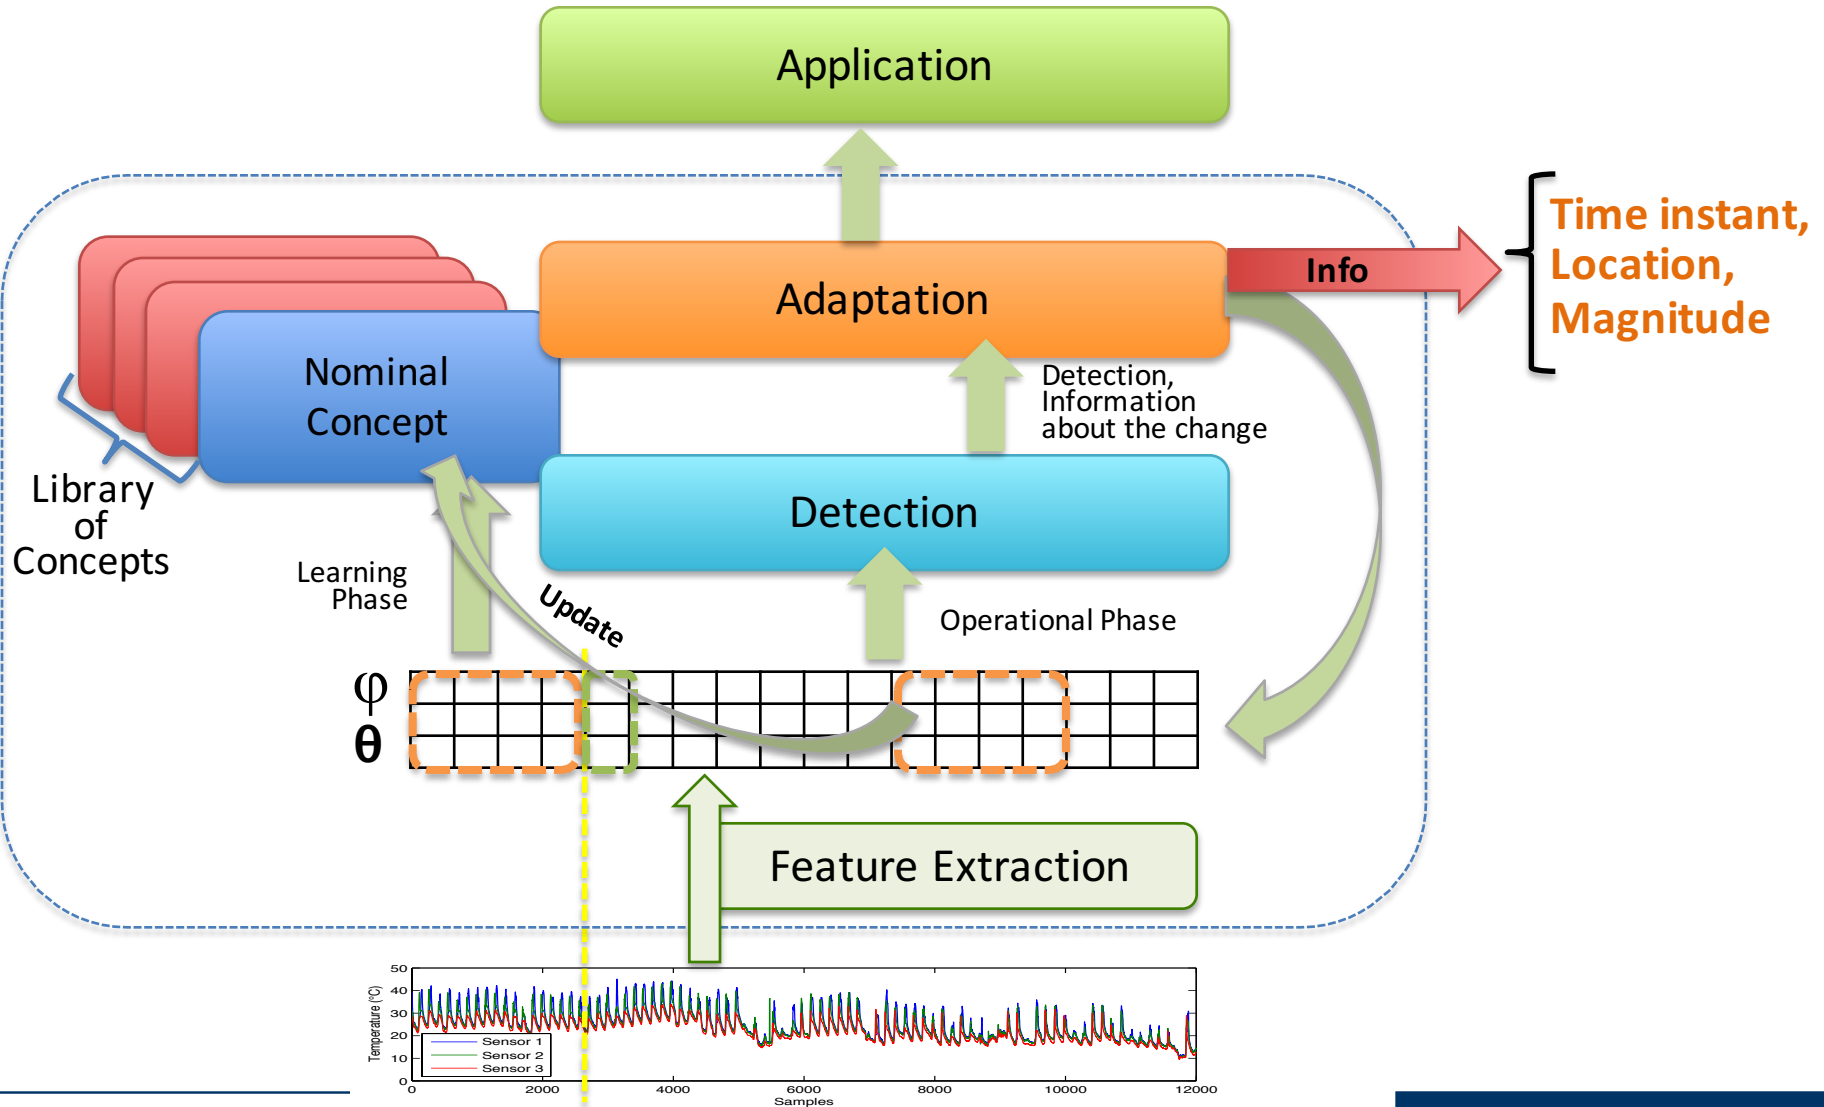 Application
Time instant,
Location,
Magnitude
Info
Adaptation
Nominal
Concept
Detection,
Information
about the change
Library
of
Concepts
Detection
Learning
Phase
Update
Operational Phase
φ
θ
Feature Extraction
Temperature (°C)
50
40
30
20
10
0
Sensor 1
Sensor 2
Sensor 3
0 2000 4000 6000 8000 10000 12000
Samples